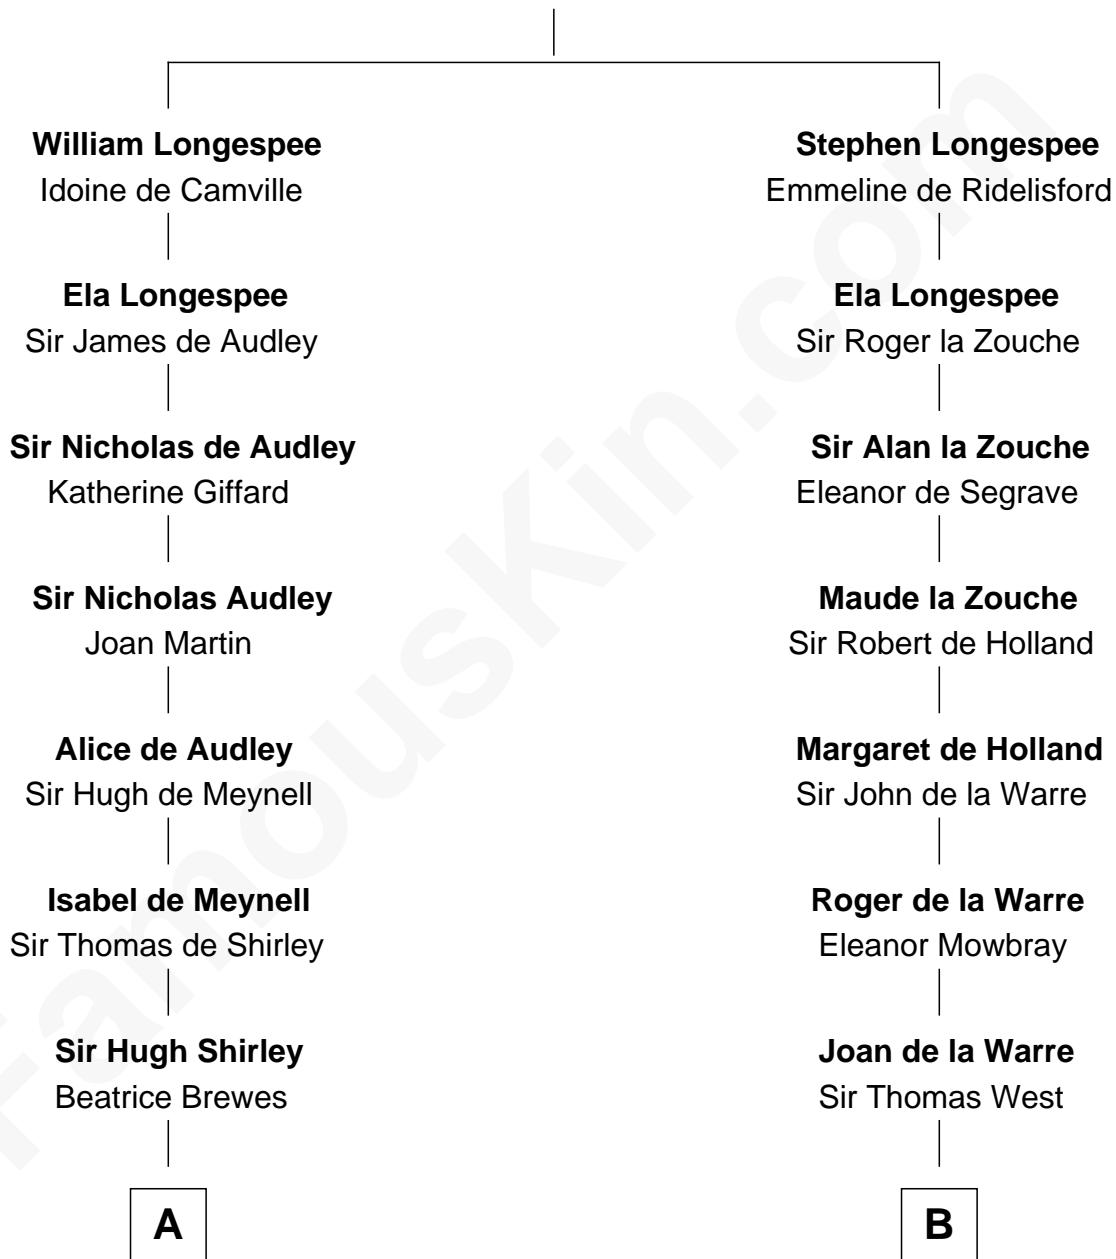 William Longespee
Idoine de Camville
Ela Longespee
Sir James de Audley
Sir Nicholas de Audley
Katherine Giffard
Sir Nicholas Audley
Joan Martin
Alice de Audley
Sir Hugh de Meynell
Isabel de Meynell
Sir Thomas de Shirley
Sir Hugh Shirley
Beatrice Brewes
A
Stephen Longespee
Emmeline de Ridelisford
Ela Longespee
Sir Roger la Zouche
Sir Alan la Zouche
Eleanor de Segrave
Maude la Zouche
Sir Robert de Holland
Margaret de Holland
Sir John de la Warre
Roger de la Warre
Eleanor Mowbray
Joan de la Warre
Sir Thomas West
B
FamousKin.com